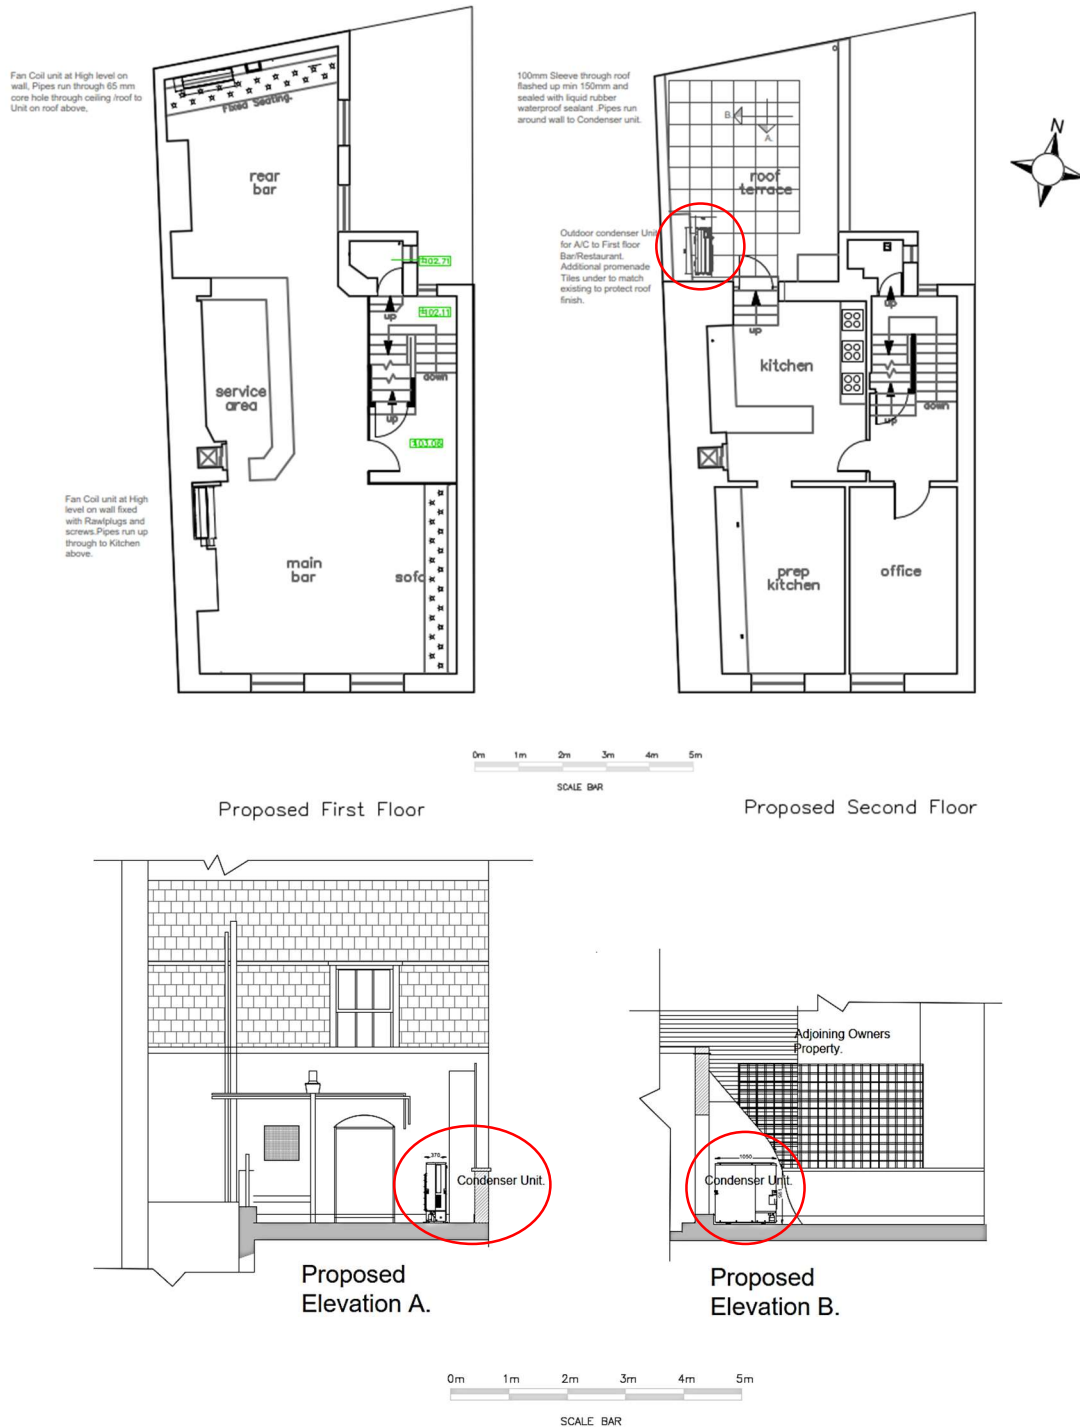 Fan Coil unit at High level on
wall, Pipes run through 65 mm
core hole through ceiling /roof to
Unit on roof above,
Fixed Seating.
rear
bar
102.71
102.11
up
down
service
area
up
Fan Coil unit at High
level on wall fixed
with Rawlplugs and
screws.Pipes run up
through to Kitchen
above.
main
bar
sofa
100mm Sleeve through roof
flashed up min 150mm and
sealed with liquid rubber
waterproof sealant .Pipes run
around wall to Condenser unit.
N
B.
A.
roof
terrace
Outdoor condenser Unit
for A/C to First floor
Bar/Restaurant.
Additional promenade
Tiles under to match
existing to protect roof
finish.
up
up
kitchen
down
up
prep
kitchen
office
0m 1m 2m 3m 4m 5m
SCALE BAR
Proposed First Floor
Proposed Second Floor
370
Condenser Unit.
Proposed
Elevation A.
Adjoining Owners
Property.
1050
Condenser Unit.
Proposed
Elevation B.
0m 1m 2m 3m 4m 5m
SCALE BAR